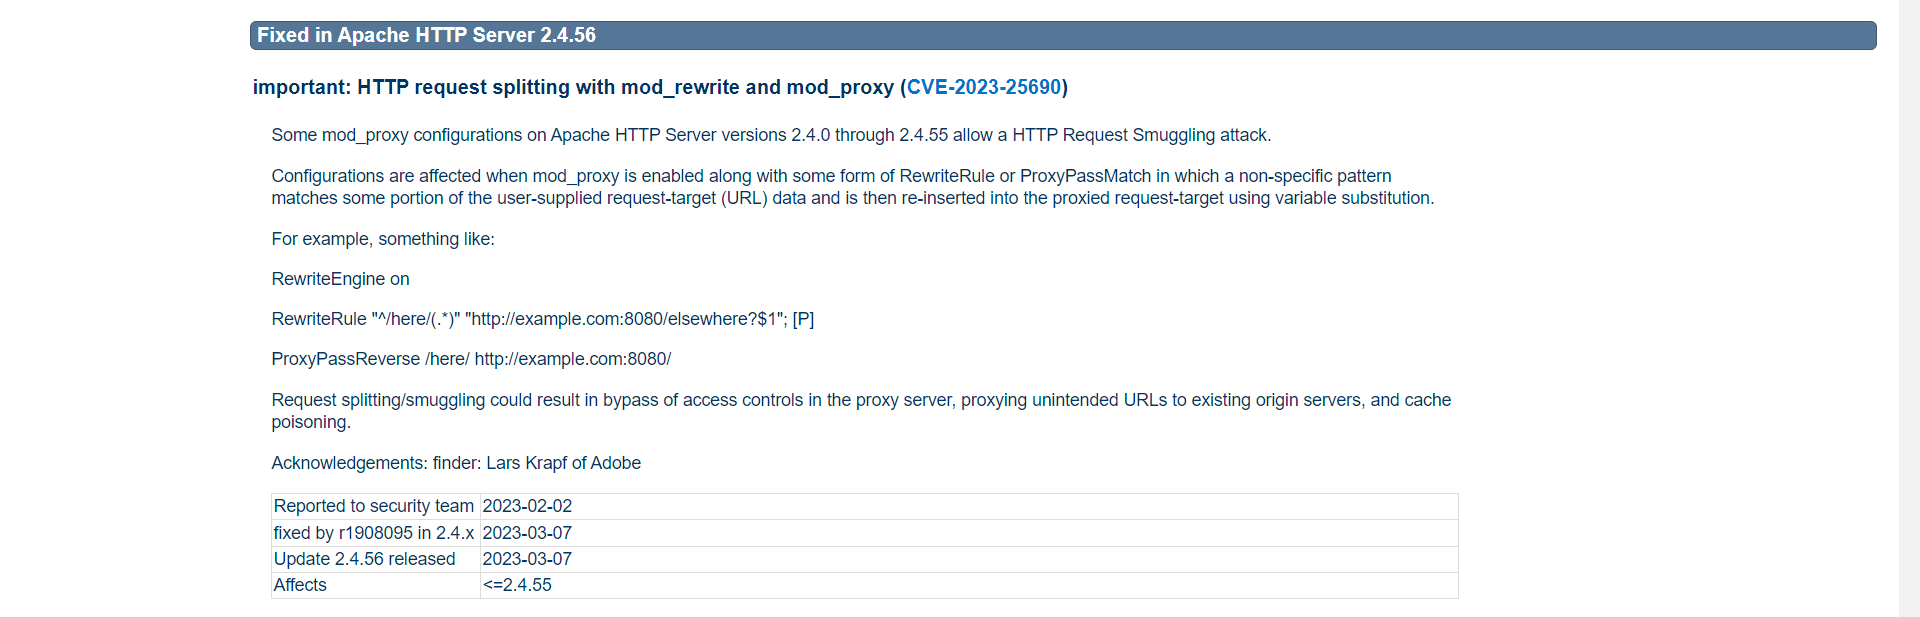 Fixed in Apache HTTP Server 2.4.56
important: HTTP request splitting with mod_rewrite and mod_proxy (CVE-2023-25690)
Some mod_proxy configurations on Apache HTTP Server versions 2.4.0 through 2.4.55 allow a HTTP Request Smuggling attack.
Configurations are affected when mod_proxy is enabled along with some form of RewriteRule or ProxyPassMatch in which a non-specific pattern
matches some portion of the user-supplied request-target (URL) data and is then re-inserted into the proxied request-target using variable substitution.
For example, something like:
RewriteEngine on
RewriteRule "^/here/(.*)" "http://example.com:8080/elsewhere?$1"; [P]
ProxyPassReverse /here/ http://example.com:8080/
Request splitting/smuggling could result in bypass of access controls in the proxy server, proxying unintended URLs to existing origin servers, and cache
poisoning.
Acknowledgements: finder: Lars Krapf of Adobe
Reported to security team 2023-02-02
fixed by r1908095 in 2.4.x 2023-03-07
Update 2.4.56 released 2023-03-07
Affects <=2.4.55